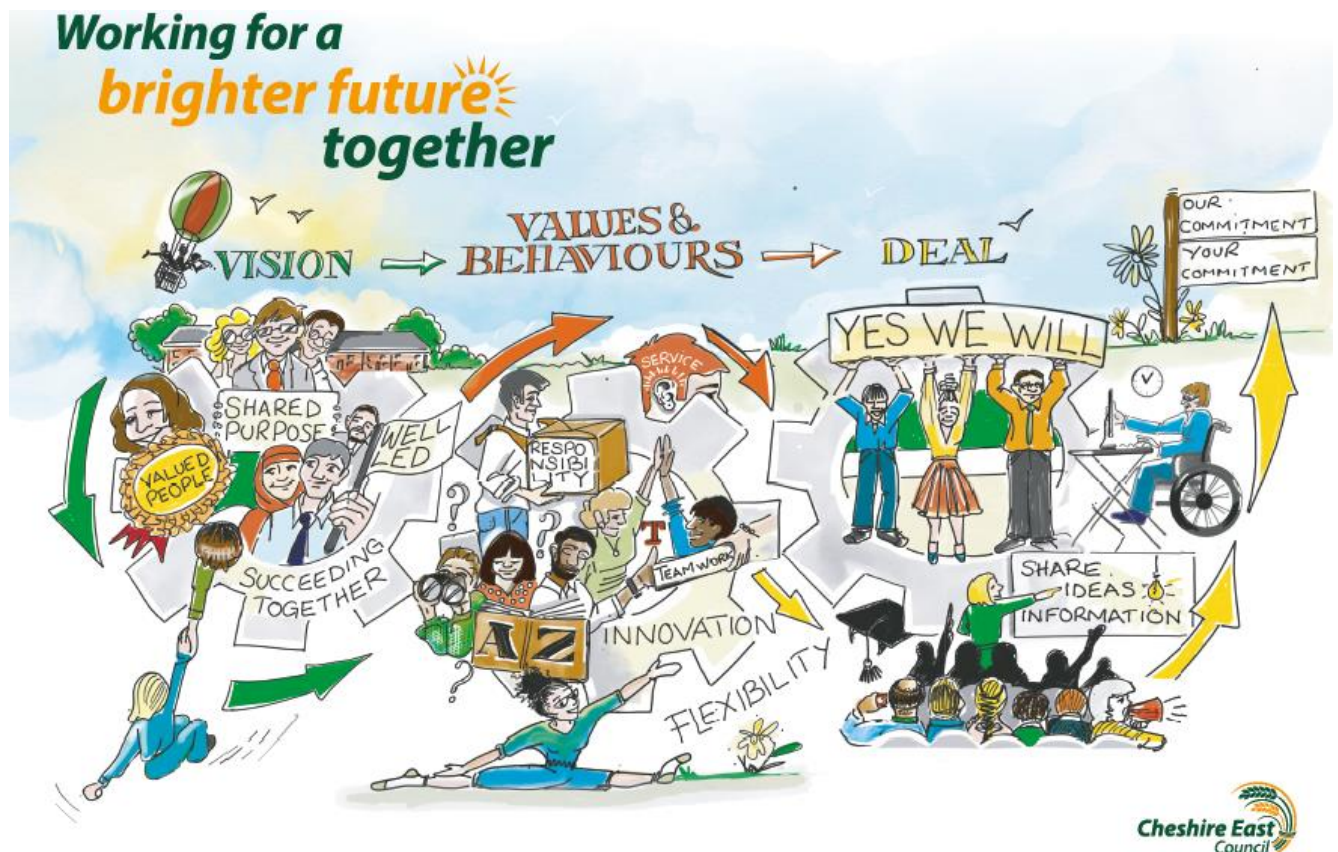 Working for a
brighter future
together
VISION
VALUES &
BEHAVIOURS
DEAL
OUR
COMMITMENT
YOUR
COMMITMENT
SHARED
PURPOSE
WELL
LED
VALUED
PEOPLE
SUCCEEDING
TOGETHER
SERVICE
RESPO
NSIBI
LITY
?
?
T
TEAMWORK
A Z
?
INNOVATION
FLEXIBILITY
YES WE WILL
SHARE
IDEAS
INFORMATION
Cheshire East
Council